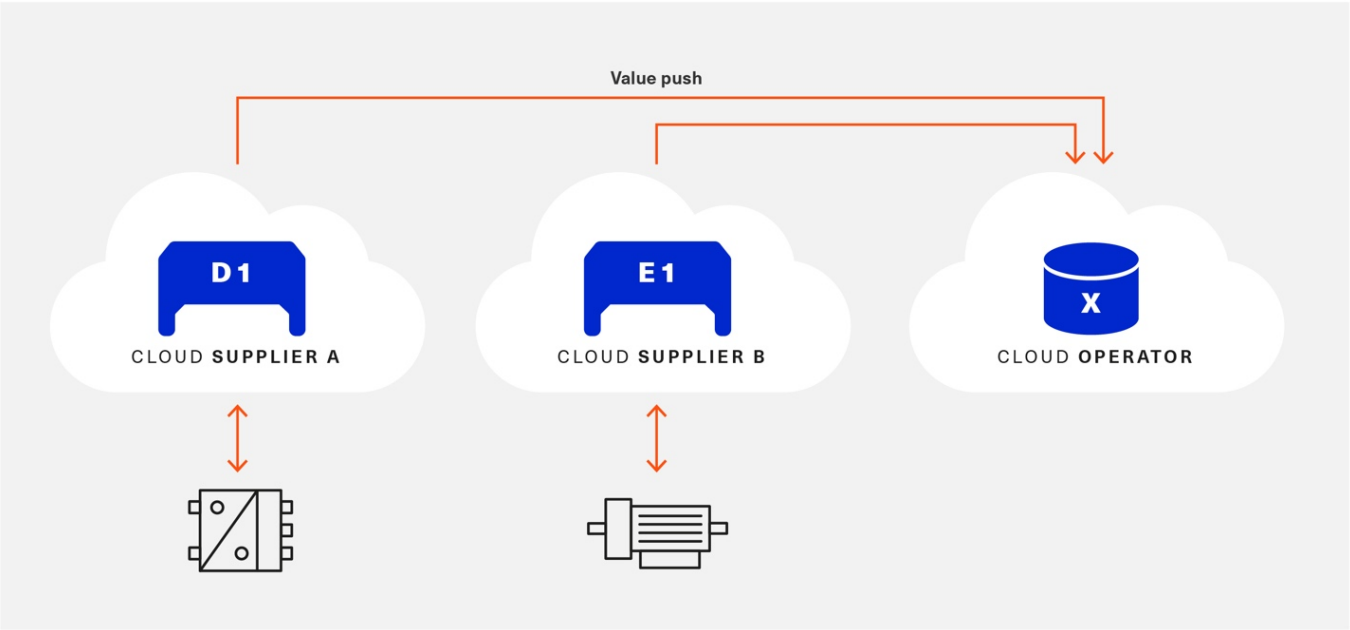 Value push
D1
E1
X
CLOUD SUPPLIER A
CLOUD SUPPLIER B
CLOUD OPERATOR